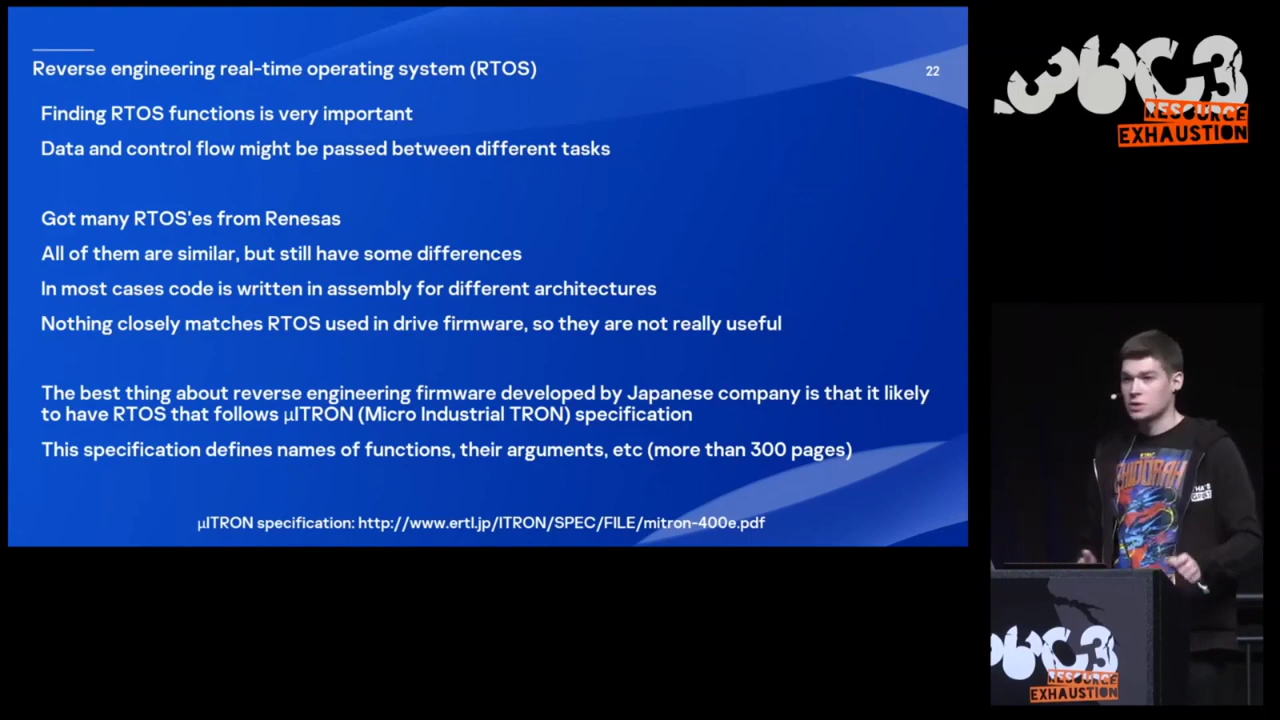 Reverse engineering real-time operating system (RTOS)
22
Finding RTOS functions is very important
Data and control flow might be passed between different tasks
Got many RTOS'es from Renesas
All of them are similar, but still have some differences
In most cases code is written in assembly for different architectures
Nothing closely matches RTOS used in drive firmware, so they are not really useful
The best thing about reverse engineering firmware developed by Japanese company is that it likely
to have RTOS that follows µITRON (Micro Industrial TRON) specification
This specification defines names of functions, their arguments, etc (more than 300 pages)
µITRON specification: http://www.ertl.jp/ITRON/SPEC/FILE/mitron-400e.pdf
36C3
RESOURCE
EXHAUSTION
36C3
RESOURCE
EXHAUSTION